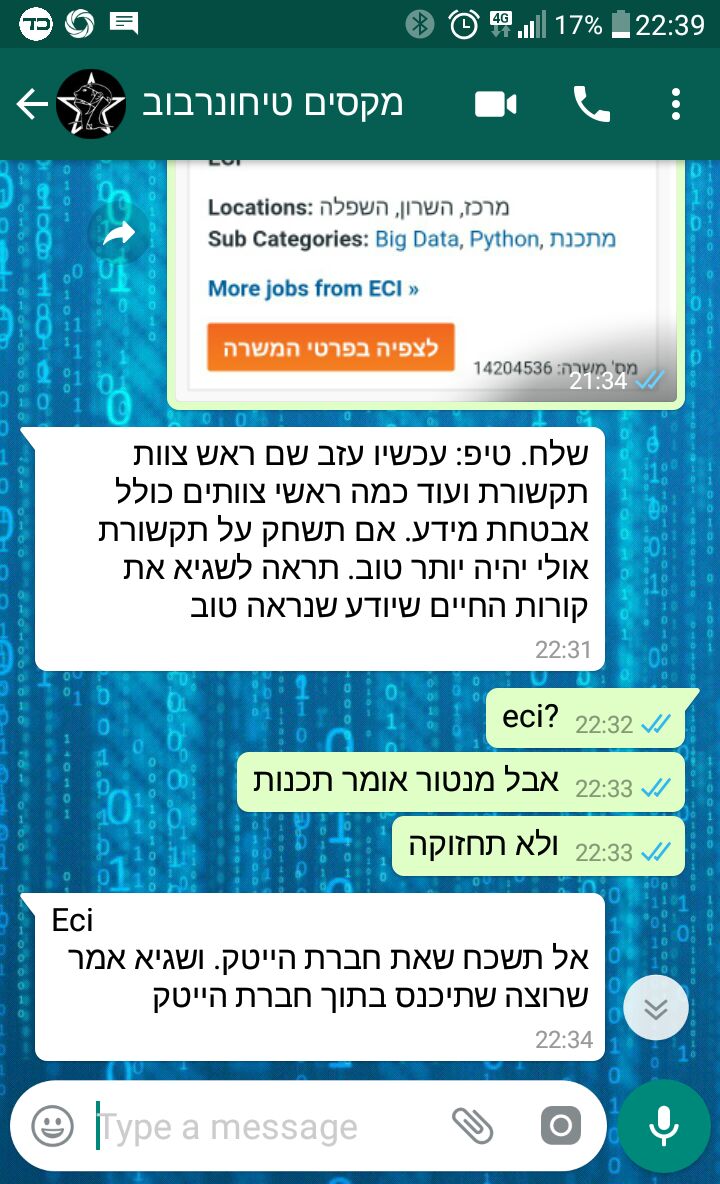 4G
17%
22:39
מקסים טיחונרבוב
ECI
Locations: מרכז, השרון, השפלה
Sub Categories: Big Data, Python, מתכנת
More jobs from ECI »
לצפיה בפרטי המשרה
מס' משרה: 14204536
21:34
שלח. טיפ: עכשיו עזב שם ראש צוות
תקשורת ועוד כמה ראשי צוותים כולל
אבטחת מידע. אם תשחק על תקשורת
אולי יהיה יותר טוב. תראה לשגיא את
קורות החיים שיודע שנראה טוב
22:31
eci? 22:32
אבל מנטור אומר תכנות 22:33
ולא תחזוקה 22:33
Eci
אל תשכח שאת חברת הייטק. ושגיא אמר
שרוצה שתיכנס בתוך חברת הייטק
22:34
Type a message